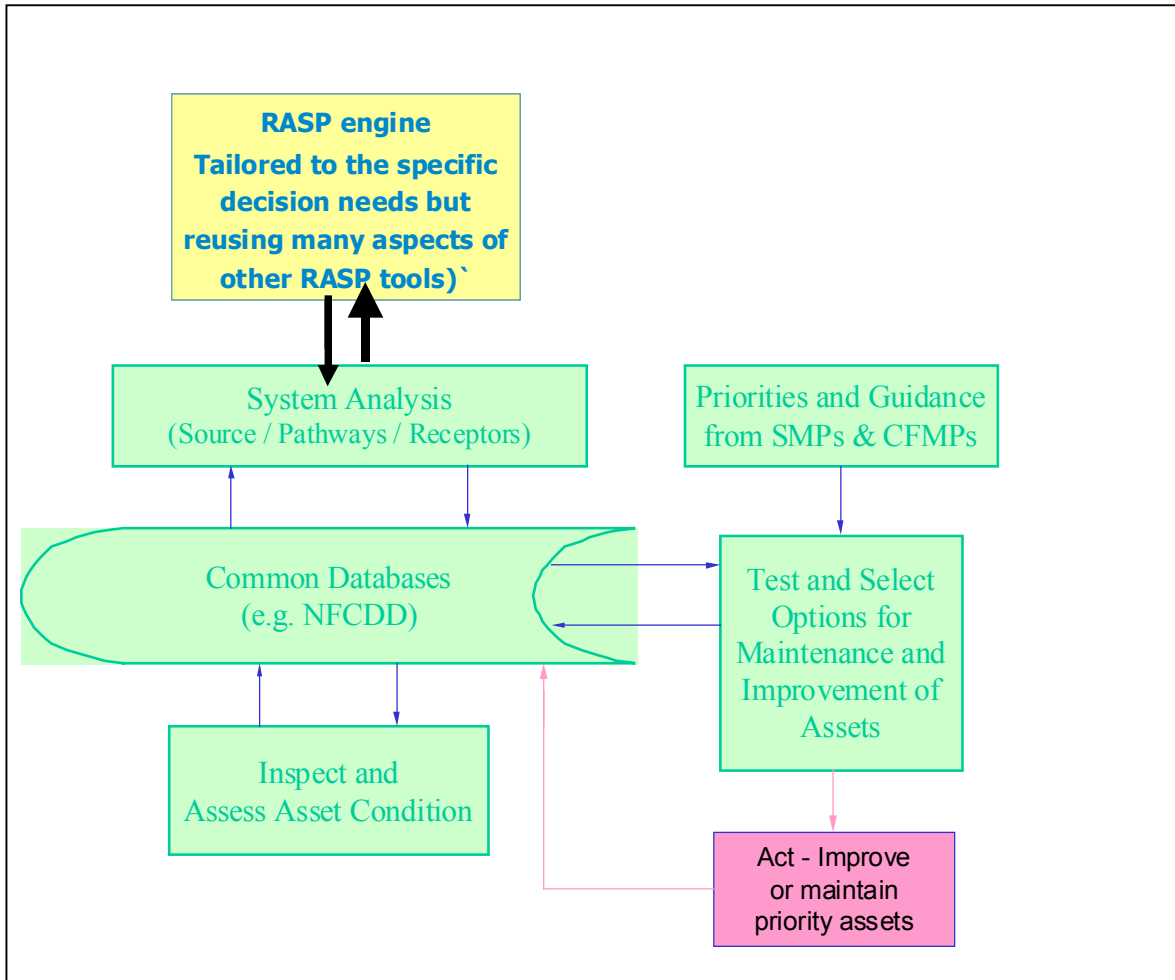 RASP engine
Tailored to the specific
decision needs but
reusing many aspects of
other RASP tools)`
System Analysis
(Source / Pathways / Receptors)
Priorities and Guidance
from SMPs & CFMPs
Common Databases
(e.g. NFCDD)
Test and Select
Options for
Maintenance and
Improvement of
Assets
Inspect and
Assess Asset Condition
Act - Improve
or maintain
priority assets